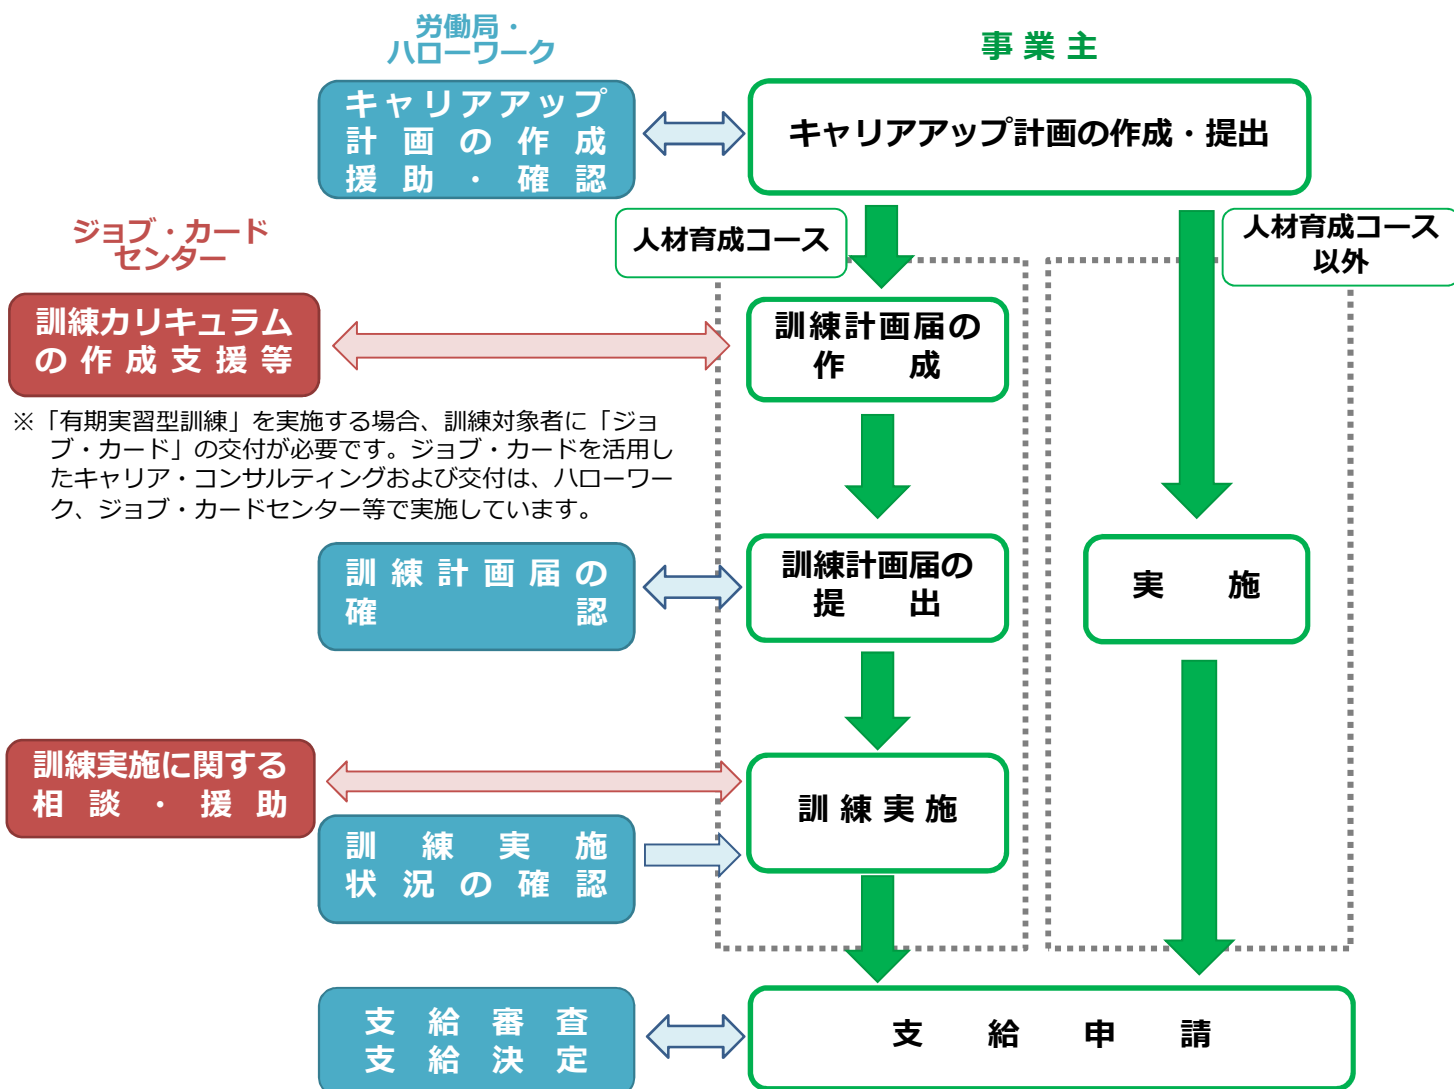 労働局・
ハローワーク
事業主
キャリアアップ
計画の作成
援助・確認
キャリアアップ計画の作成・提出
人材育成コース
人材育成コース
以外
ジョブ・カード
センター
訓練カリキュラム
の作成支援等
訓練計画届の
作成
※「有期実習型訓練」を実施する場合、訓練対象者に「ジョ
ブ・カード」の交付が必要です。ジョブ・カードを活用し
たキャリア・コンサルティングおよび交付は、ハローワー
ク、ジョブ・カードセンター等で実施しています。
訓練計画届の
確認
訓練計画届の
提出
実施
訓練実施に関する
相談・援助
訓練実施
訓練実施
状況の確認
支給審査
支給決定
支給申請